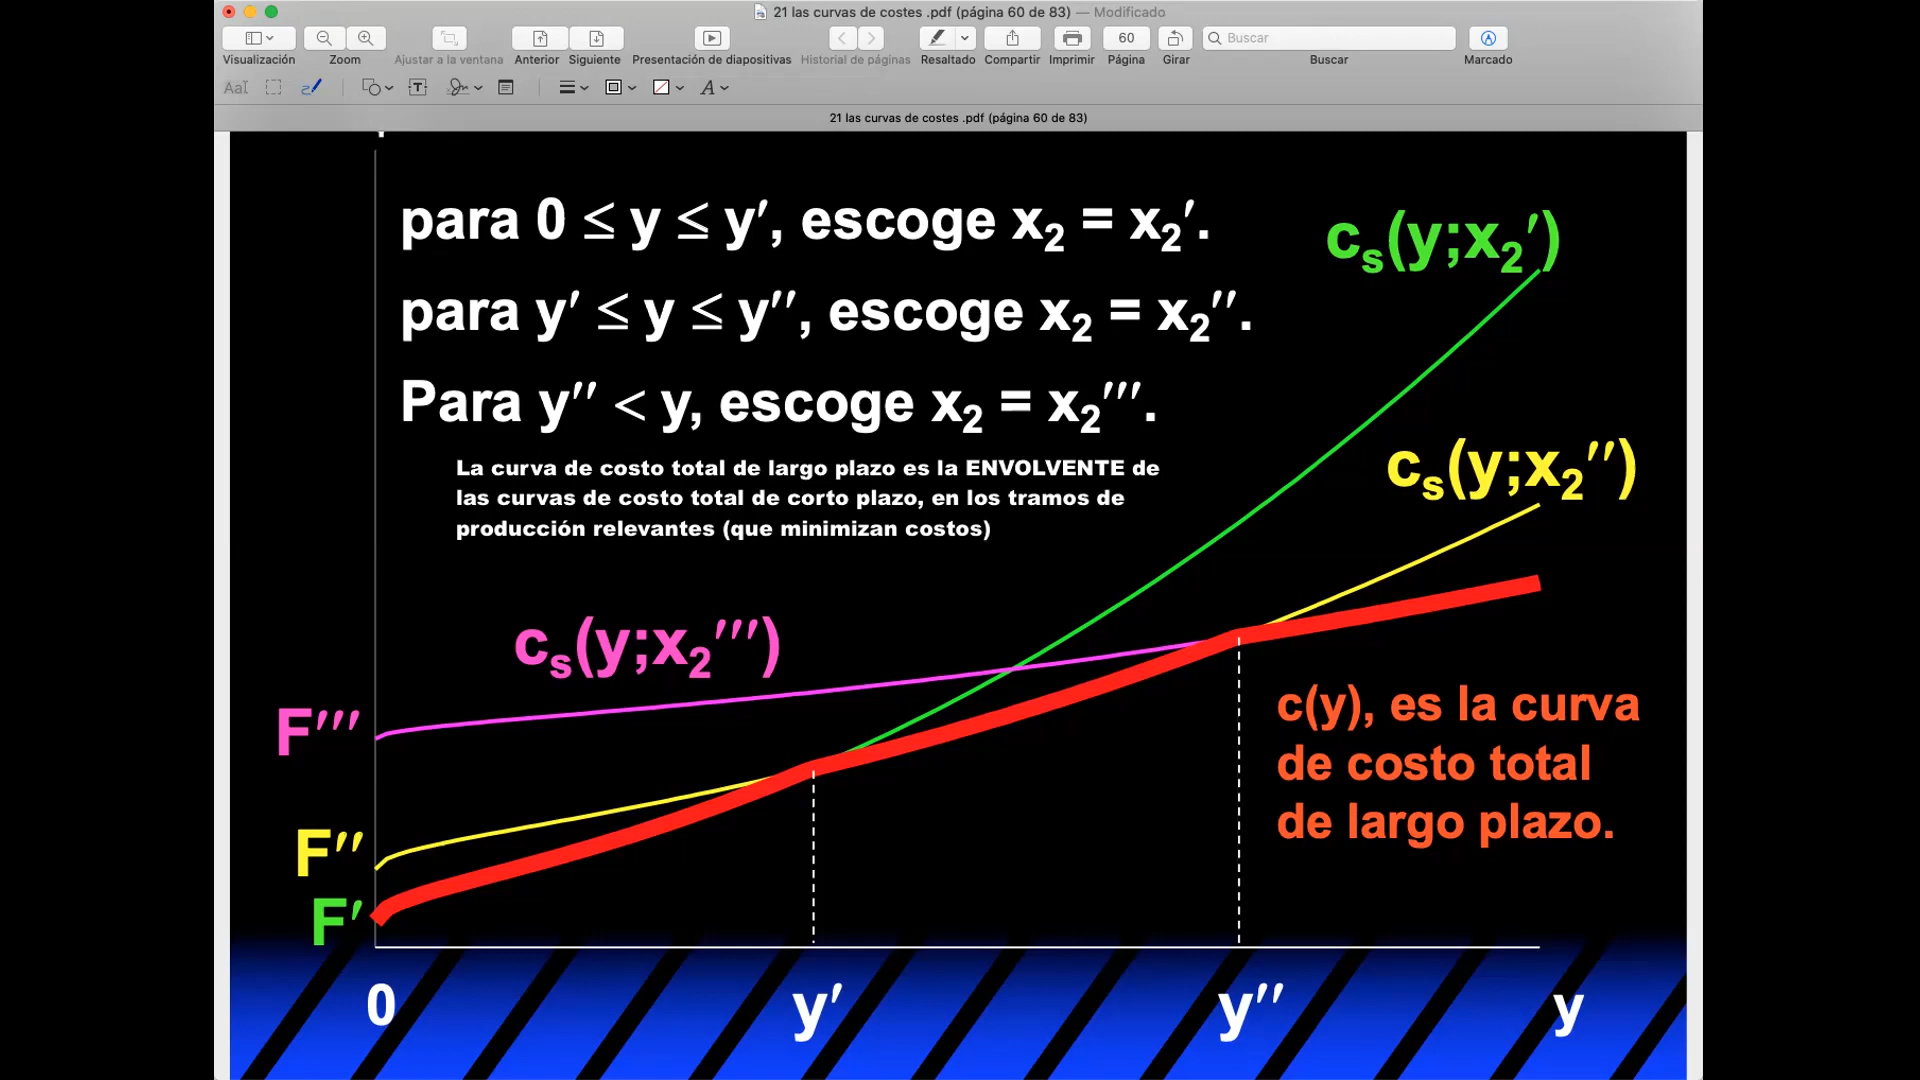 21 las curvas de costes .pdf (página 60 de 83) — Modificado
60
Buscar
Visualización Zoom Ajustar a la ventana Anterior Siguiente Presentación de diapositivas Historial de páginas Resaltado Compartir Imprimir Página Girar Buscar Marcado
21 las curvas de costes .pdf (página 60 de 83)
para 0 ≤ y ≤ y′, escoge x₂ = x₂′.
para y′ ≤ y ≤ y′′, escoge x₂ = x₂′′.
Para y′′ < y, escoge x₂ = x₂′′′.
La curva de costo total de largo plazo es la ENVOLVENTE de
las curvas de costo total de corto plazo, en los tramos de
producción relevantes (que minimizan costos)
cₛ(y;x₂′)
cₛ(y;x₂′′)
cₛ(y;x₂′′′)
F′′′
F′′
F′
c(y), es la curva
de costo total
de largo plazo.
0 y′ y′′ y